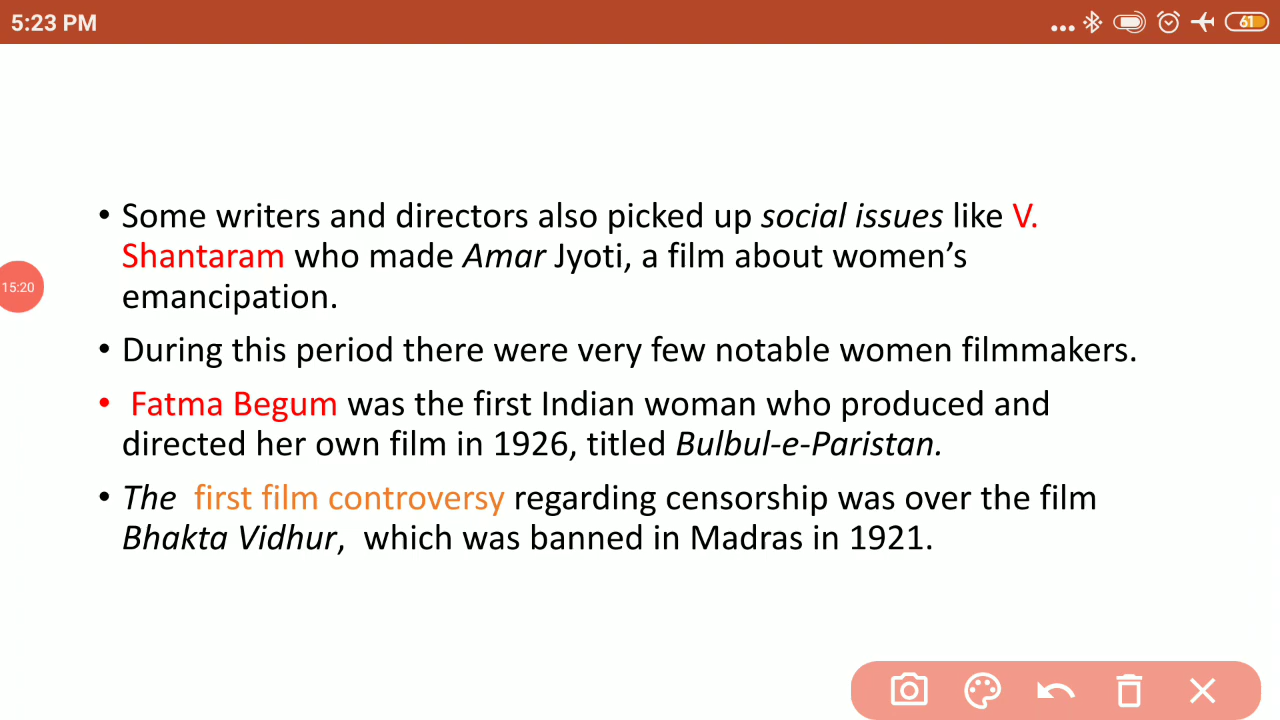 5:23 PM
61
• Some writers and directors also picked up social issues like V.
Shantaram who made Amar Jyoti, a film about women’s
emancipation.
15:20
• During this period there were very few notable women filmmakers.
• Fatma Begum was the first Indian woman who produced and
directed her own film in 1926, titled Bulbul-e-Paristan.
• The first film controversy regarding censorship was over the film
Bhakta Vidhur, which was banned in Madras in 1921.